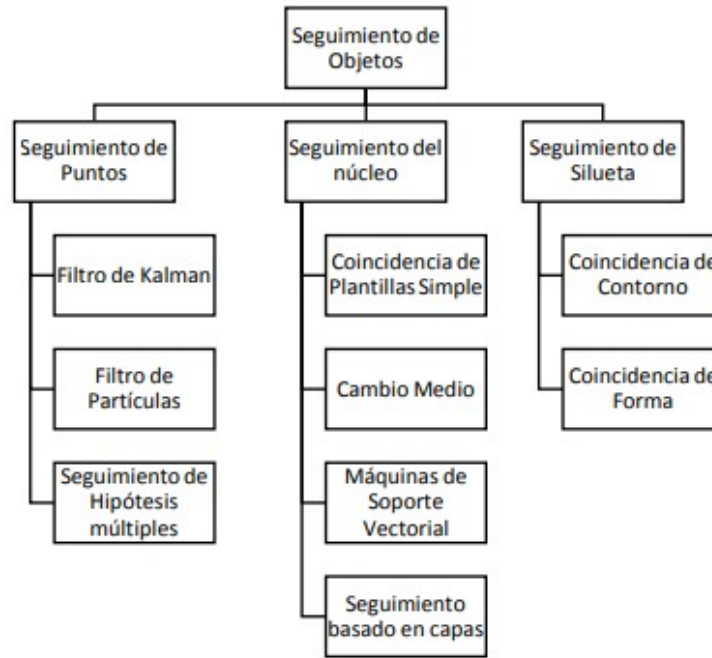 Seguimiento de
Objetos
Seguimiento de
Puntos
Filtro de Kalman
Filtro de
Partículas
Seguimiento de
Hipótesis
múltiples
Seguimiento del
núcleo
Coincidencia de
Plantillas Simple
Cambio Medio
Máquinas de
Soporte
Vectorial
Seguimiento
basado en capas
Seguimiento de
Silueta
Coincidencia de
Contorno
Coincidencia de
Forma